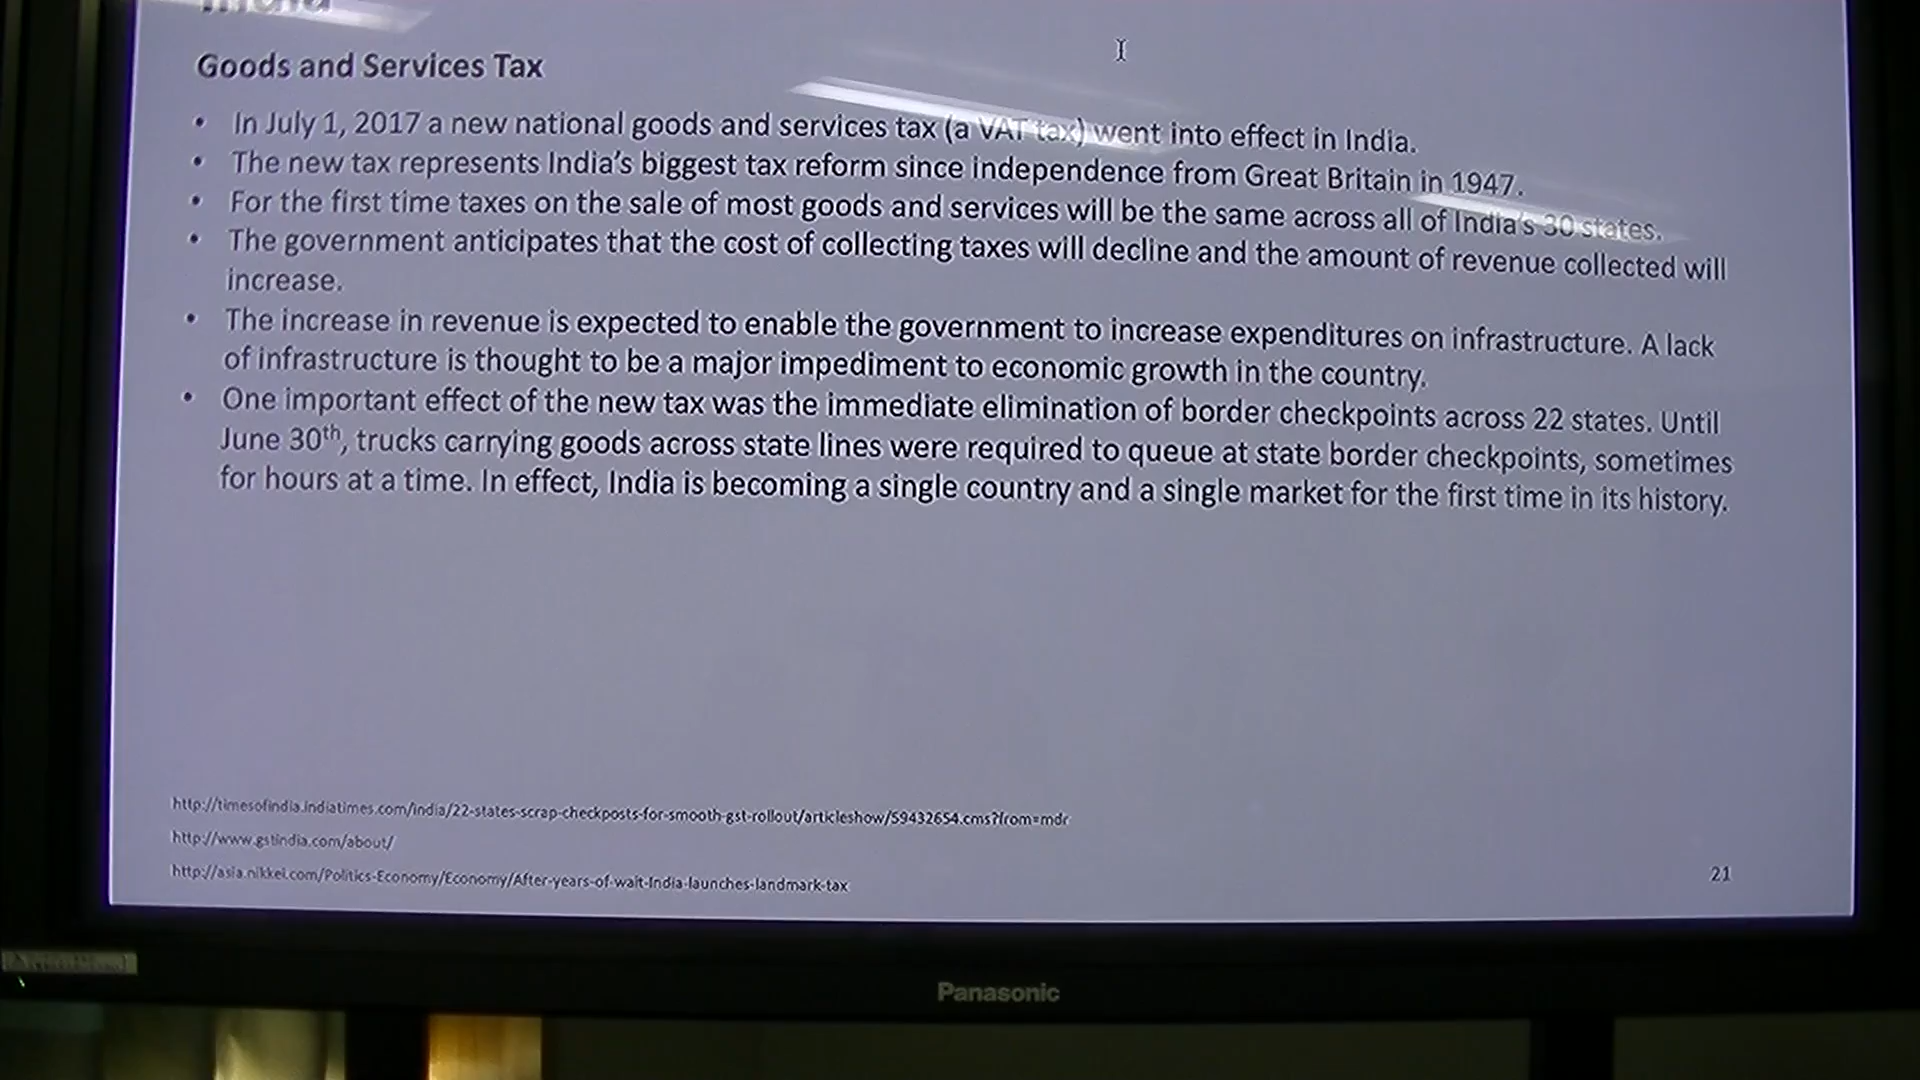 India
Goods and Services Tax
• In July 1, 2017 a new national goods and services tax (a VAT tax) went into effect in India.
• The new tax represents India's biggest tax reform since independence from Great Britain in 1947.
• For the first time taxes on the sale of most goods and services will be the same across all of India's 30 states.
• The government anticipates that the cost of collecting taxes will decline and the amount of revenue collected will
increase.
• The increase in revenue is expected to enable the government to increase expenditures on infrastructure. A lack
of infrastructure is thought to be a major impediment to economic growth in the country.
• One important effect of the new tax was the immediate elimination of border checkpoints across 22 states. Until
June 30th, trucks carrying goods across state lines were required to queue at state border checkpoints, sometimes
for hours at a time. In effect, India is becoming a single country and a single market for the first time in its history.
http://timesofindia.indiatimes.com/india/22-states-scrap-checkposts-for-smooth-gst-rollout/articleshow/59432654.cms?from=mdr
http://www.gstindia.com/about/
http://asia.nikkei.com/Politics-Economy/Economy/After-years-of-wait-India-launches-landmark-tax
21
Panasonic